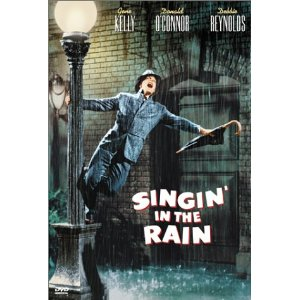 Gene KELLY
Donald O'CONNOR
Debbie REYNOLDS
SINGIN'
IN THE
RAIN
DVD